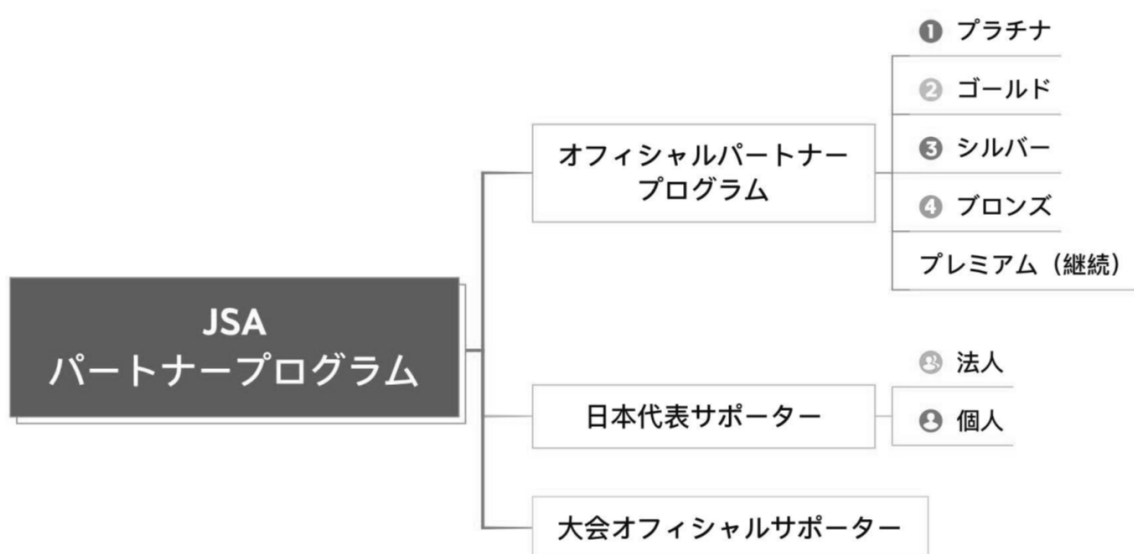 JSA
パートナープログラム
オフィシャルパートナー
プログラム
❶ プラチナ
❷ ゴールド
❸ シルバー
❹ ブロンズ
プレミアム（継続）
日本代表サポーター
法人
個人
大会オフィシャルサポーター